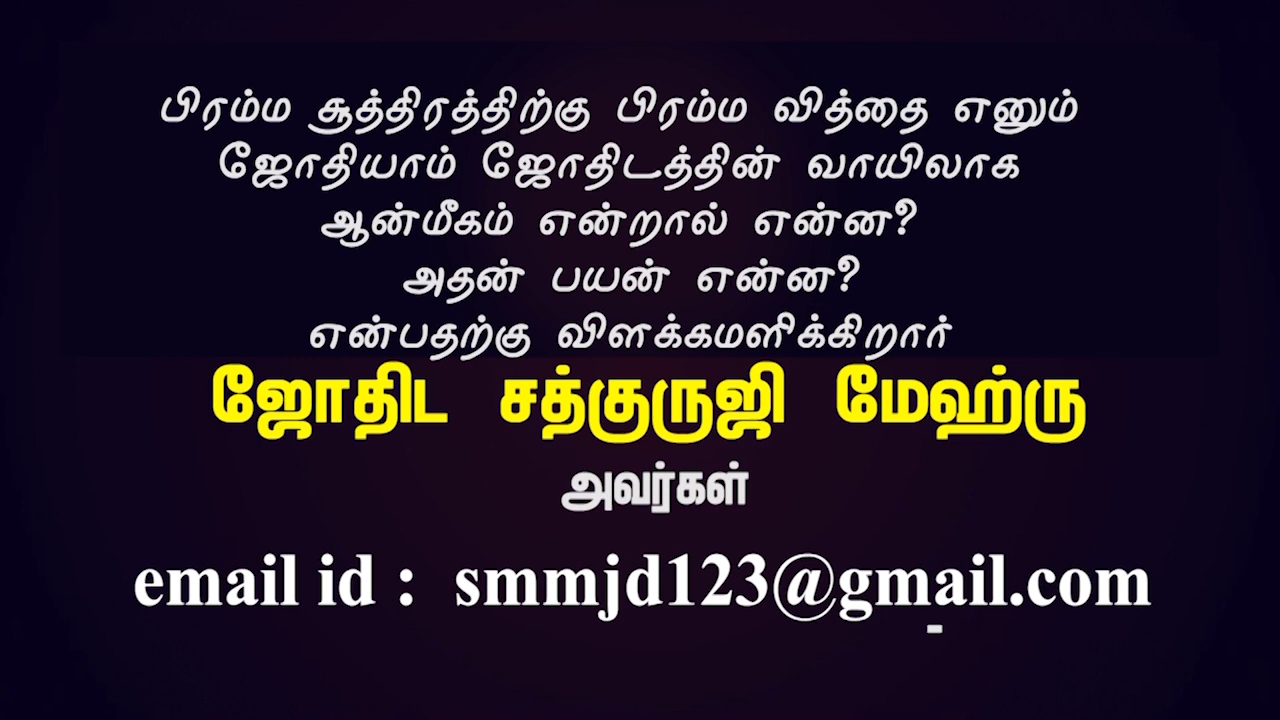 பிரம்ம சூத்திரத்திற்கு பிரம்ம வித்தை எனும்
ஜோதியாம் ஜோதிடத்தின் வாயிலாக
ஆன்மீகம் என்றால் என்ன?
அதன் பயன் என்ன?
என்பதற்கு விளக்கமளிக்கிறார்
ஜோதிட சத்குருஜி மேஹ்ரு
அவர்கள்
email id : smmjd123@gmail.com
-